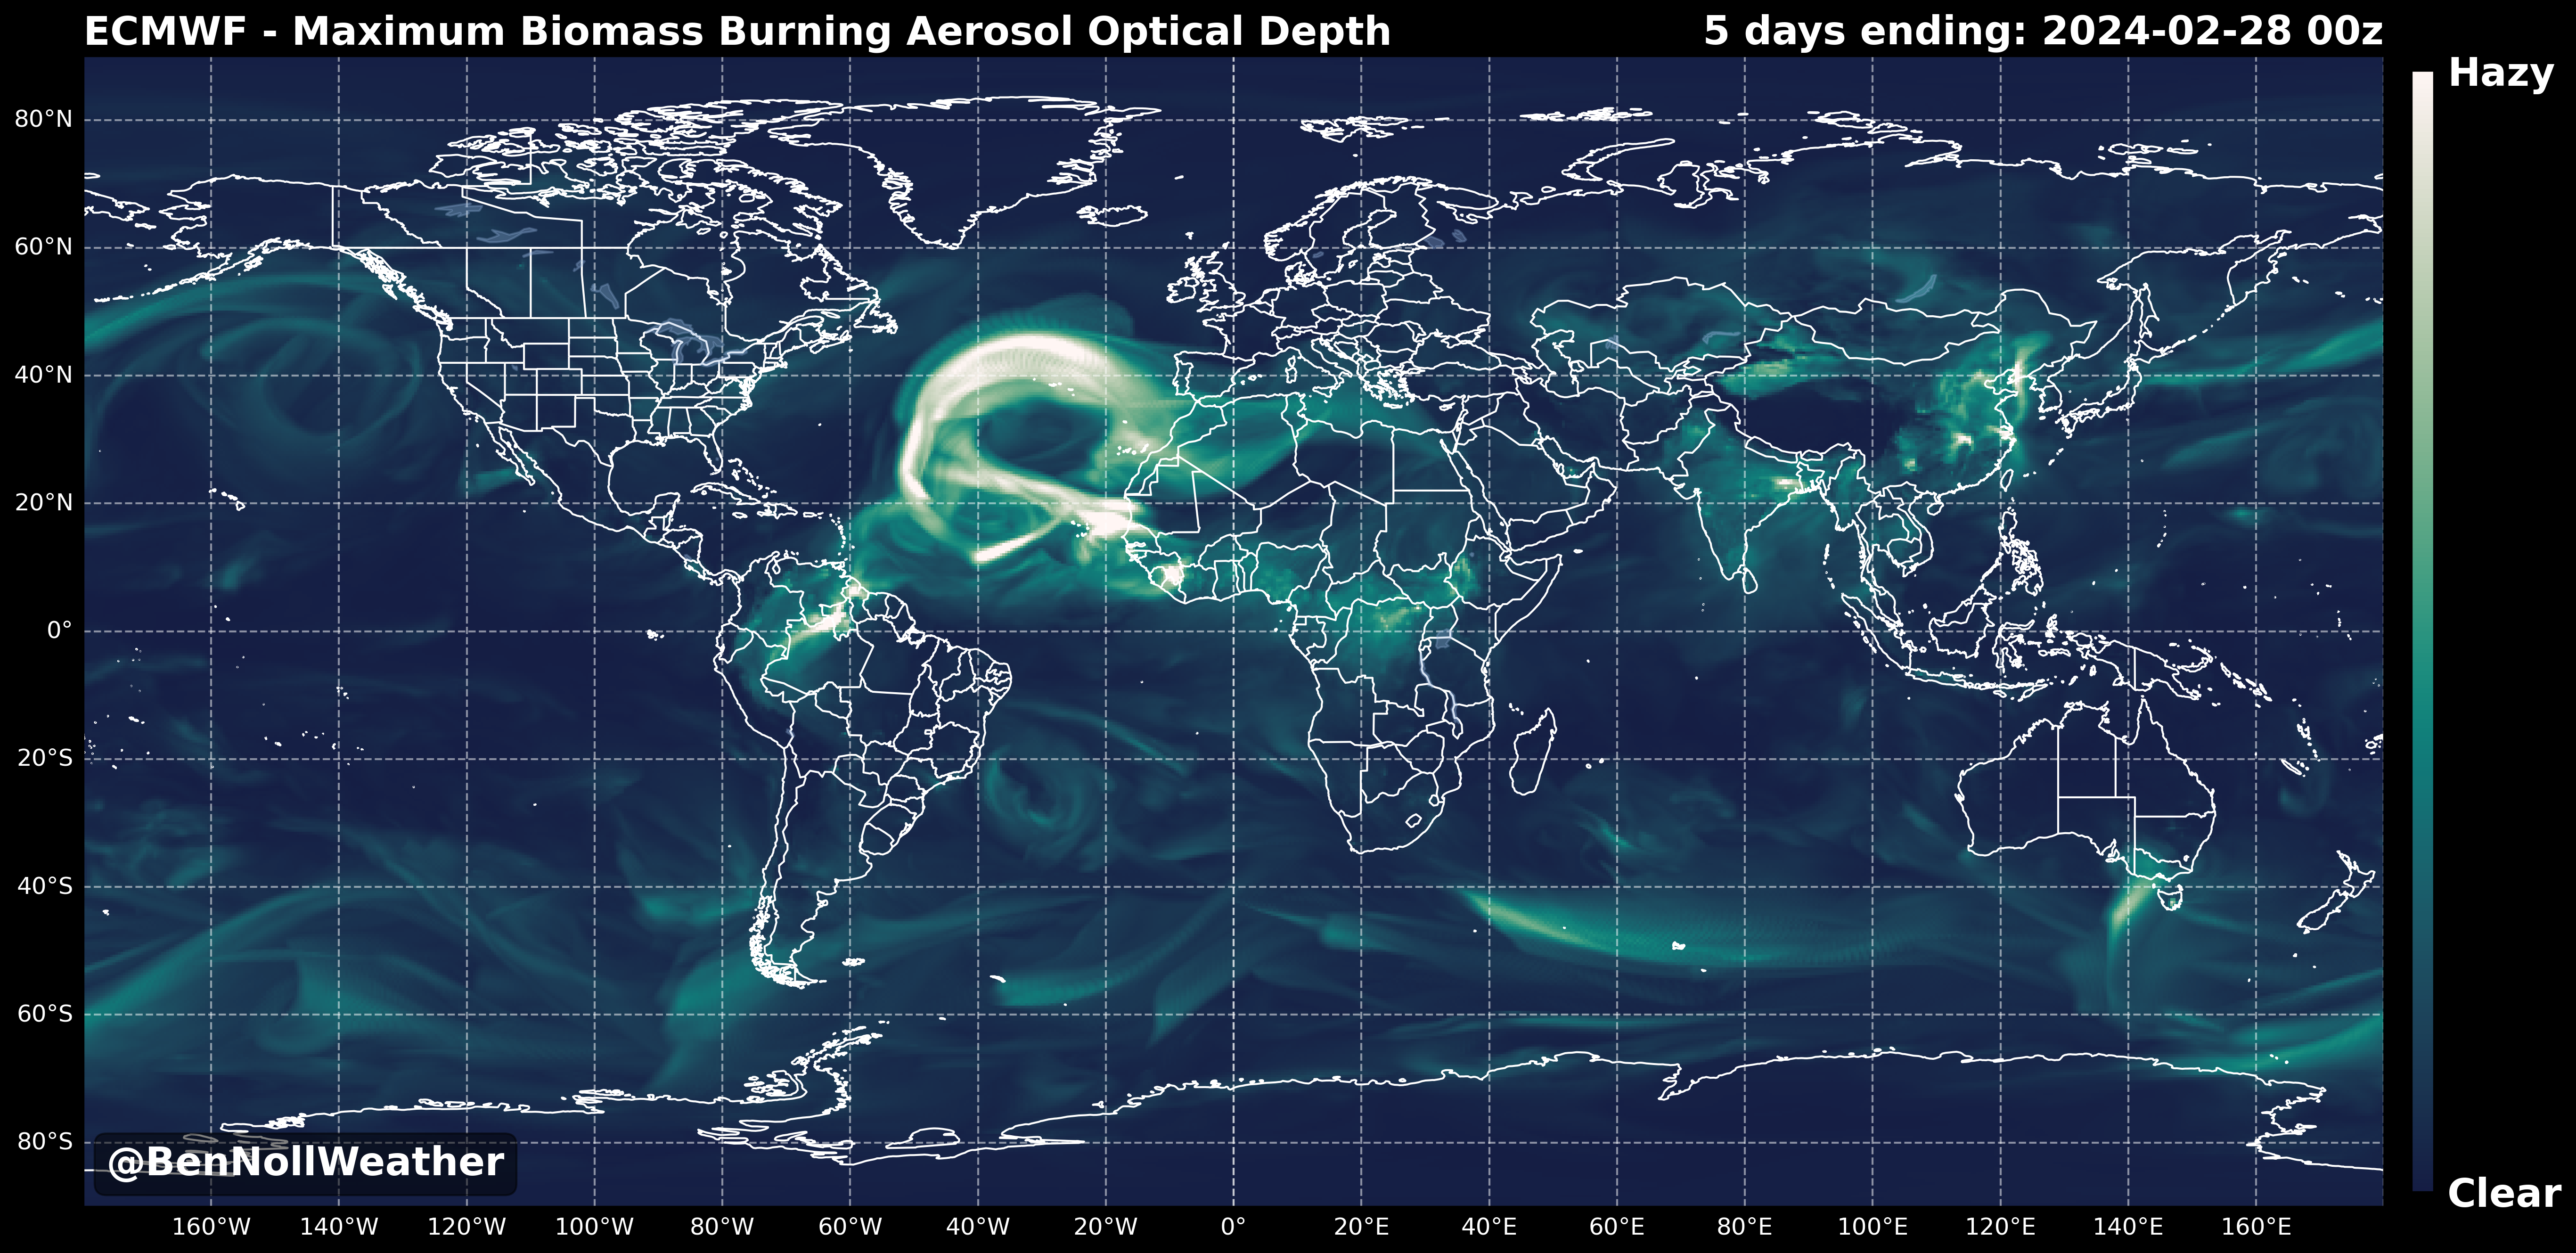 ECMWF - Maximum Biomass Burning Aerosol Optical Depth
5 days ending: 2024-02-28 00z
Hazy
80°N
60°N
40°N
20°N
0°
20°S
40°S
60°S
80°S
@BenNollWeather
Clear
160°W 140°W 120°W 100°W 80°W 60°W 40°W 20°W 0° 20°E 40°E 60°E 80°E 100°E 120°E 140°E 160°E